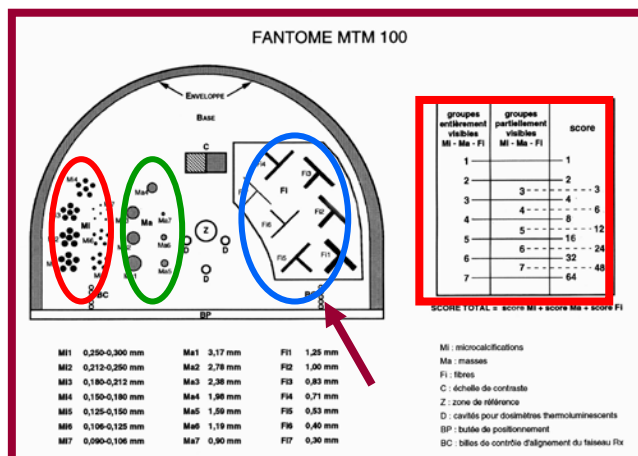 FANTOME MTM 100
ENVELOPPE
BASE
C
Mi4
Mi
Ma4
Ma
Ma7
Ma6
Ma5
Z
D
D
D
Fi4
Fi3
Fi
Fi2
Fi6
Fi5
Fi1
BC
BP
groupes entièrement visibles Mi - Ma - Fi
groupes partiellement visibles Mi - Ma - Fi
score
1 1
2 2
3 3
3 4
4 6
4 8
5 12
5 16
6 24
6 32
7 48
7 64
SCORE TOTAL = score Mi + score Ma + score Fi
Mi1 0,250-0,300 mm Ma1 3,17 mm Fi1 1,25 mm
Mi2 0,212-0,250 mm Ma2 2,78 mm Fi2 1,00 mm
Mi3 0,180-0,212 mm Ma3 2,38 mm Fi3 0,83 mm
Mi4 0,150-0,180 mm Ma4 1,98 mm Fi4 0,71 mm
Mi5 0,125-0,150 mm Ma5 1,59 mm Fi5 0,53 mm
Mi6 0,106-0,125 mm Ma6 1,19 mm Fi6 0,40 mm
Mi7 0,090-0,106 mm Ma7 0,90 mm Fi7 0,30 mm
Mi : microcalcifications
Ma : masses
Fi : fibres
C : échelle de contraste
Z : zone de référence
D : cavités pour dosimètres thermoluminescents
BP : butée de positionnement
BC : billes de contrôle d'alignement du faiseau Rx